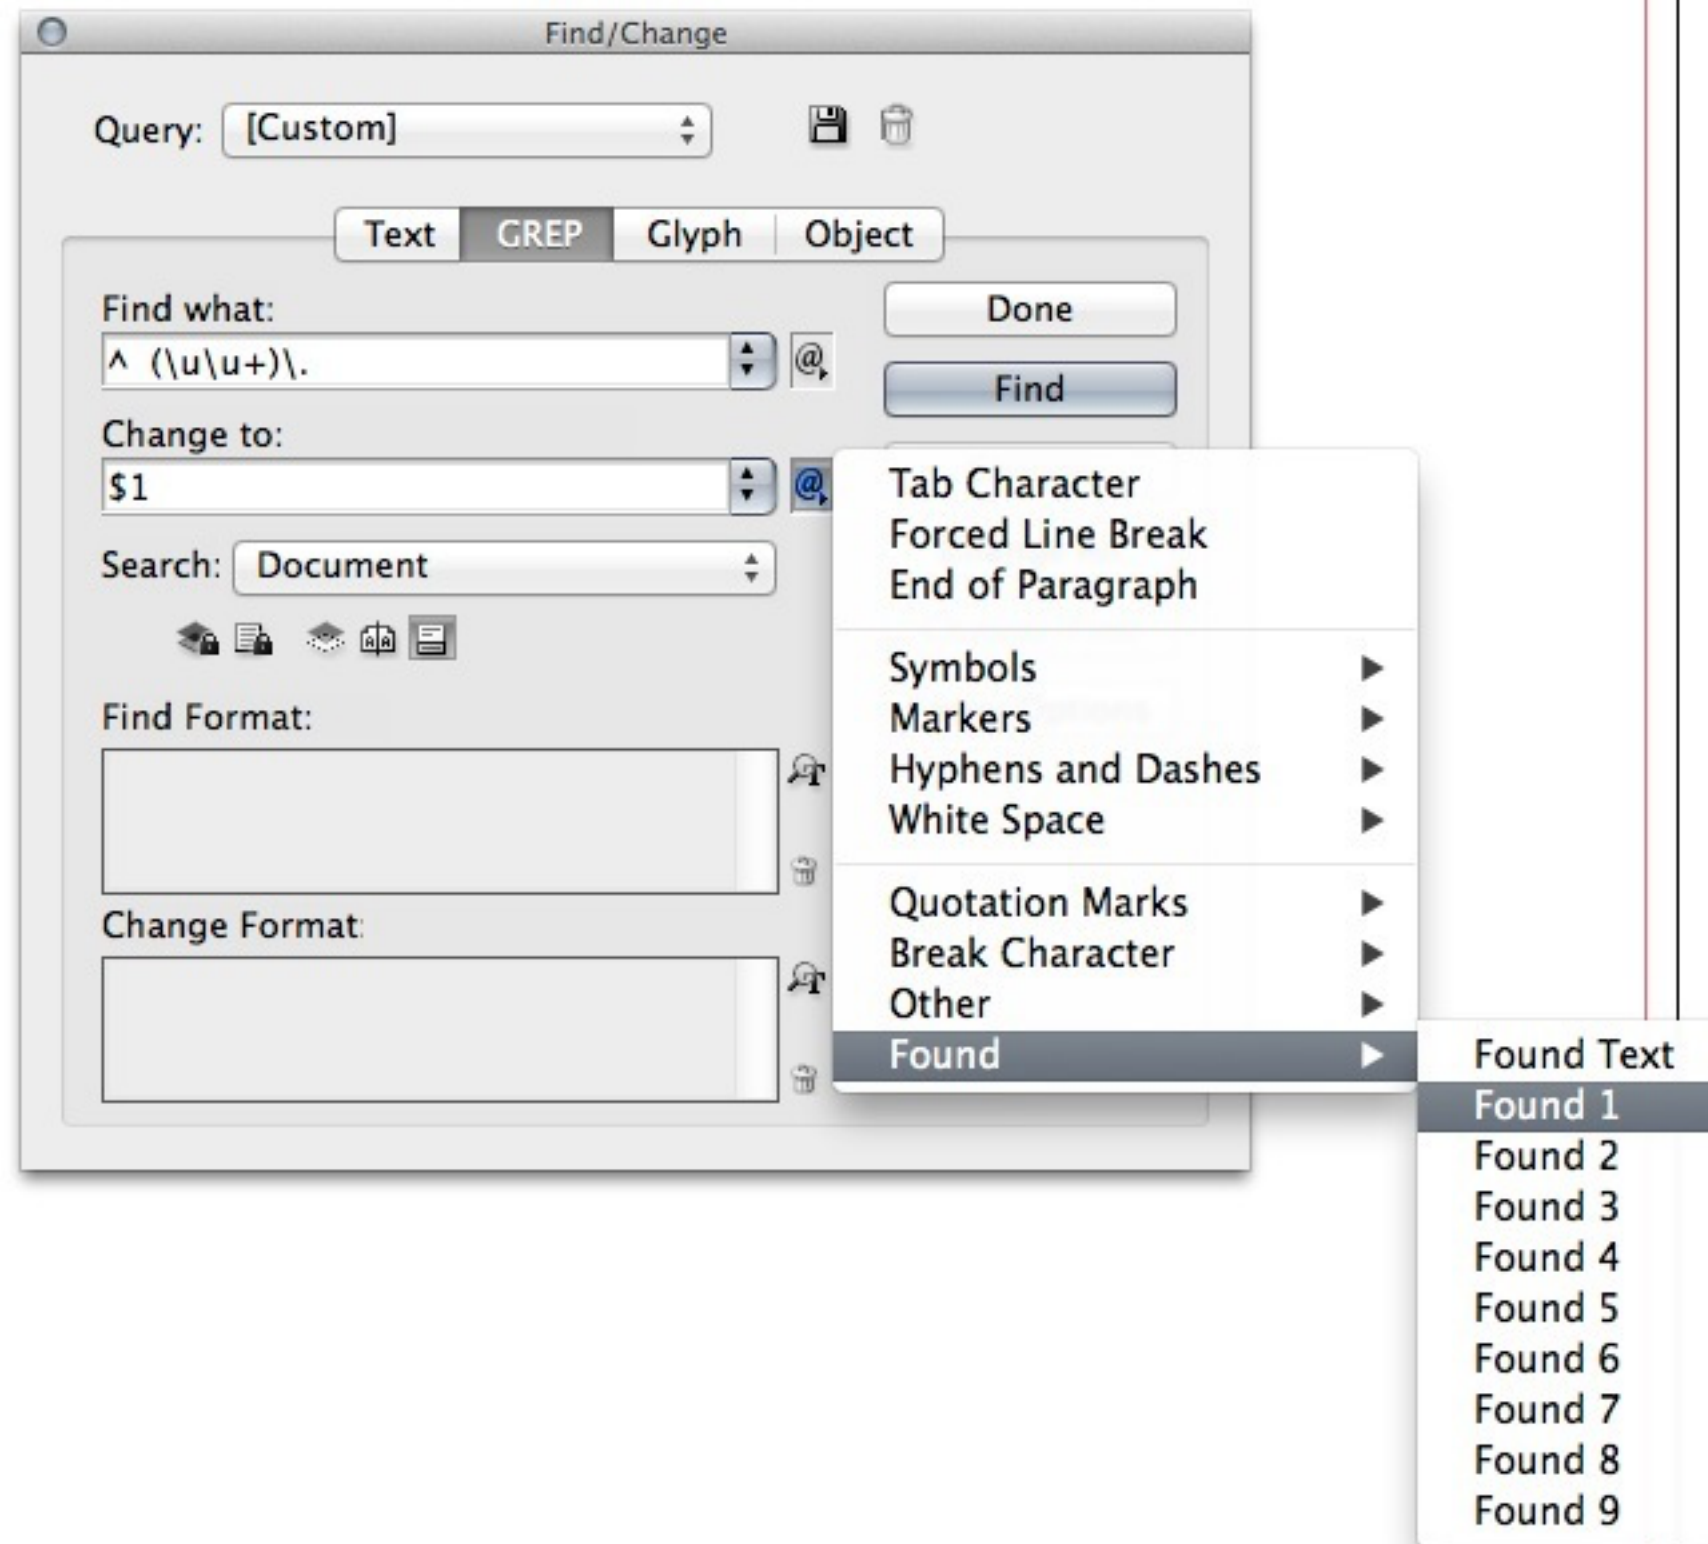 Find/Change
Query: [Custom]
Text GREP Glyph Object
Find what:
^ (\u\u+)\.
Done
Find
Change to:
$1
Search: Document
Find Format:
Change Format:
Tab Character
Forced Line Break
End of Paragraph
Symbols
Markers
Hyphens and Dashes
White Space
Quotation Marks
Break Character
Other
Found
Found Text
Found 1
Found 2
Found 3
Found 4
Found 5
Found 6
Found 7
Found 8
Found 9